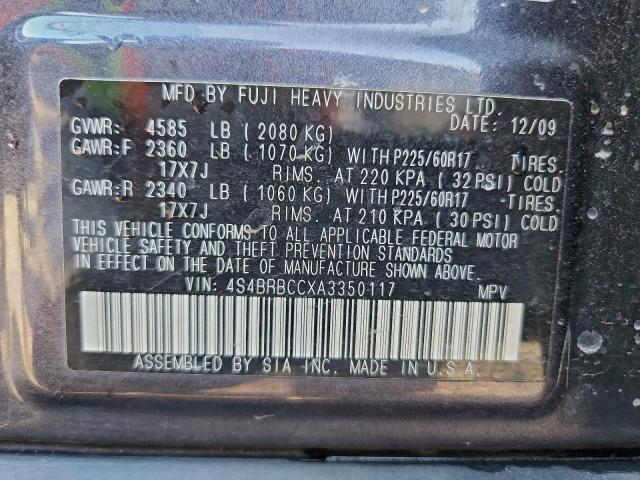 MFD BY FUJI HEAVY INDUSTRIES LTD.
DATE: 12/09
GVWR: 4585 LB (2080 KG)
GAWR:F 2360 LB (1070 KG) WITH P225/60R17 TIRES.
17X7J RIMS. AT 220 KPA (32 PSI) COLD
GAWR:R 2340 LB (1060 KG) WITH P225/60R17 TIRES.
17X7J RIMS. AT 210 KPA (30 PSI) COLD
THIS VEHICLE CONFORMS TO ALL APPLICABLE FEDERAL MOTOR
VEHICLE SAFETY AND THEFT PREVENTION STANDARDS
IN EFFECT ON THE DATE OF MANUFACTURE SHOWN ABOVE.
VIN: 4S4BRBCCXA3350117 MPV
ASSEMBLED BY SIA INC. MADE IN U.S.A.